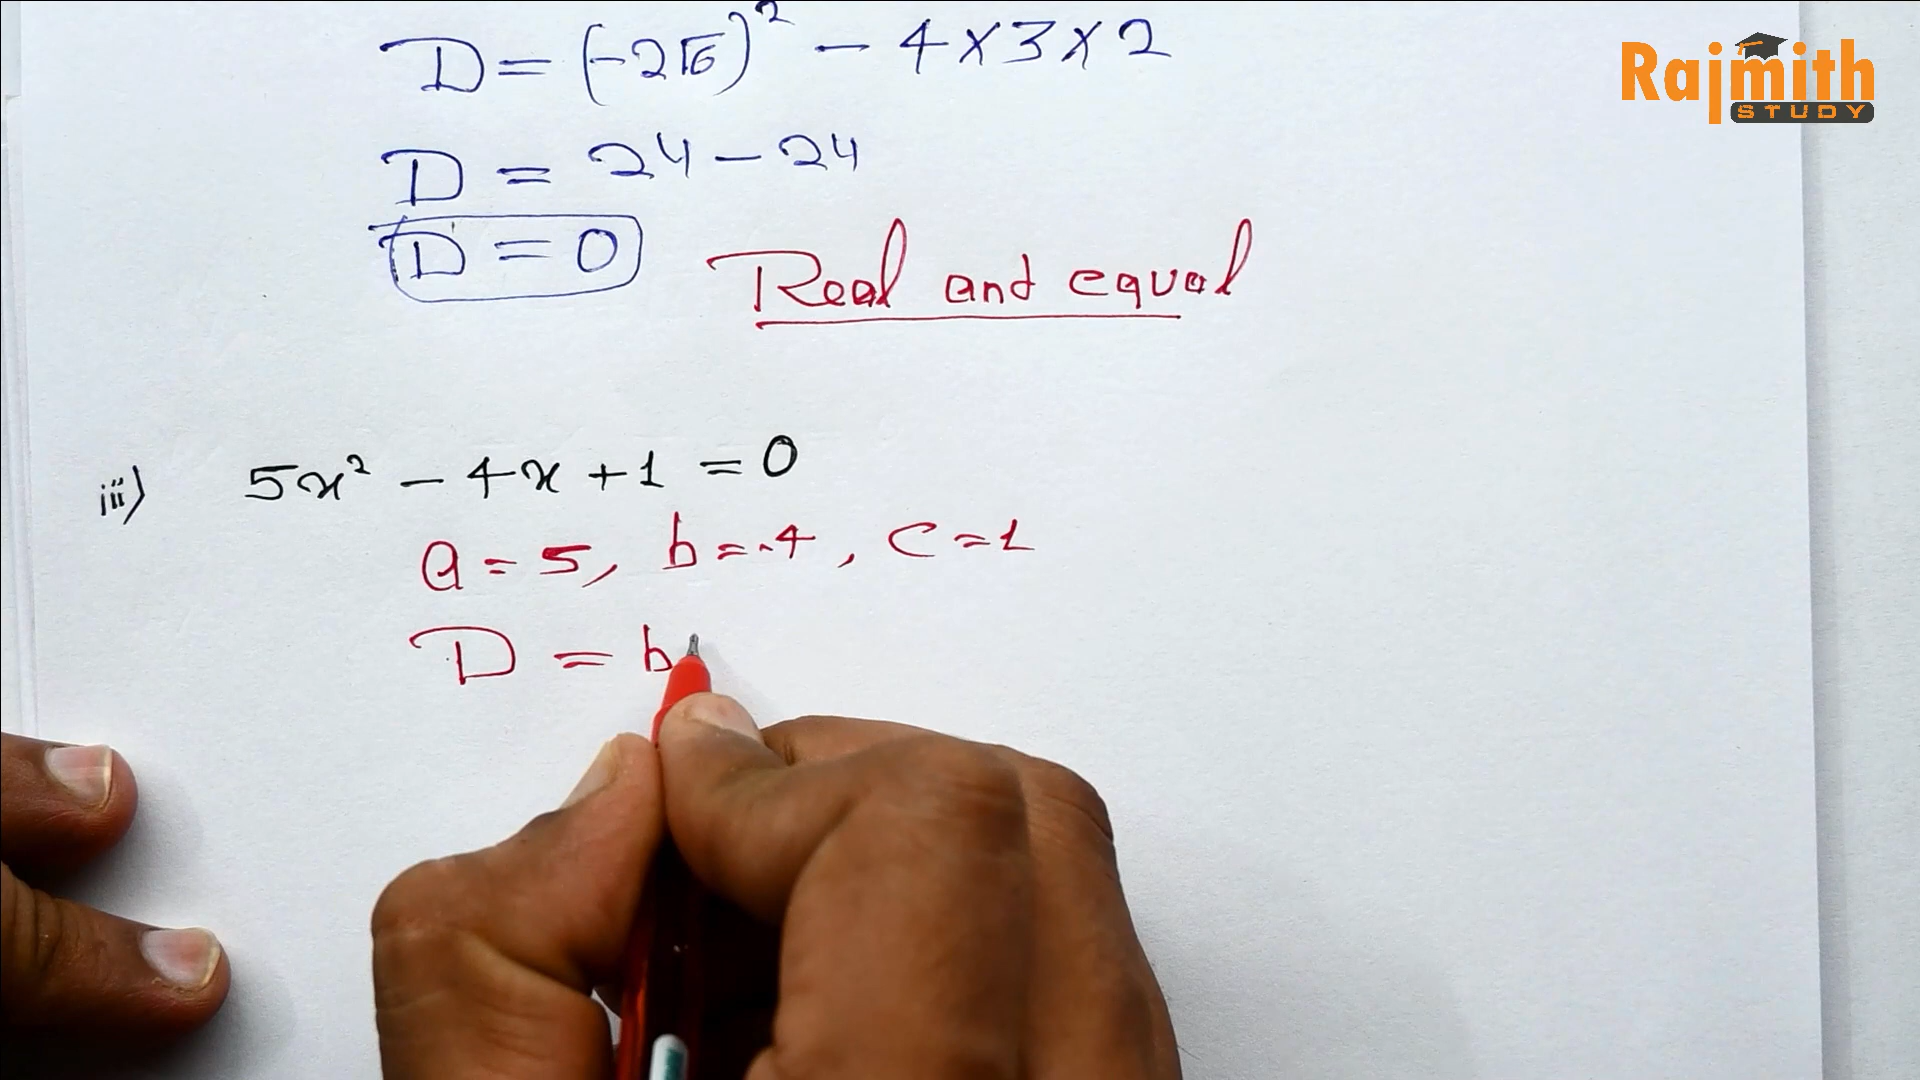 D = (-2√6)² - 4×3×2
Rajmith
STUDY
D = 24 - 24
D = 0
Real and equal
iii) 5x² - 4x + 1 = 0
a = 5, b = -4, c = 1
D = b